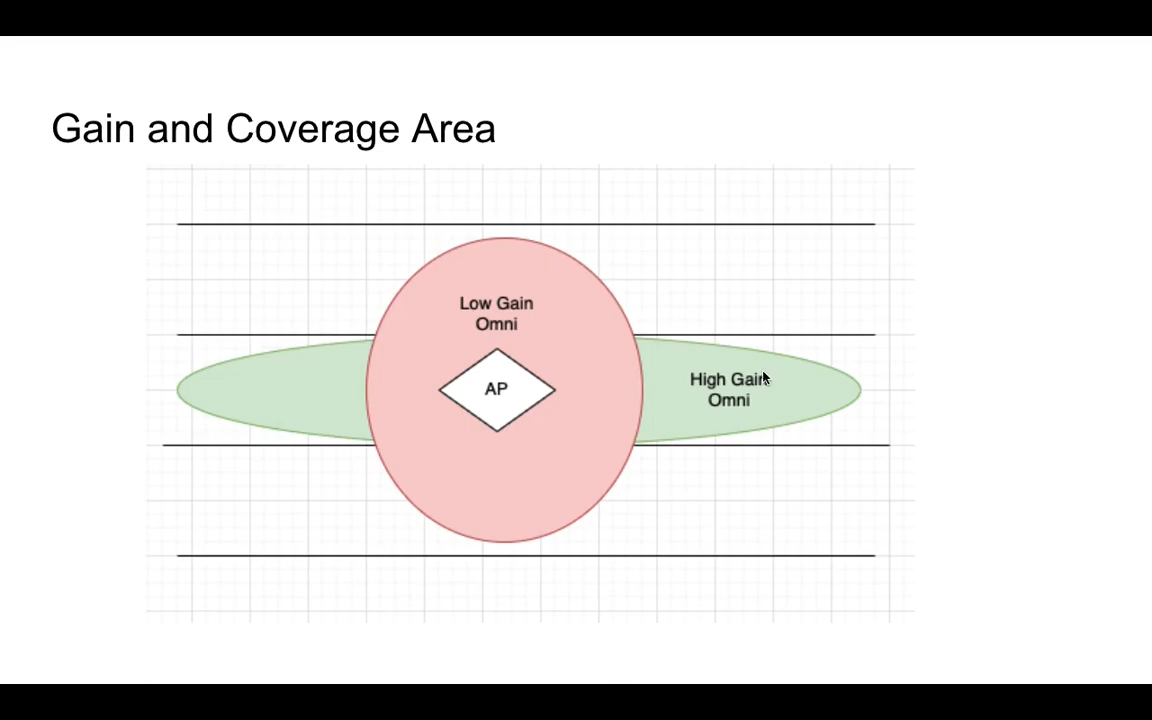 Gain and Coverage Area
Low Gain
Omni
AP
High Gain
Omni